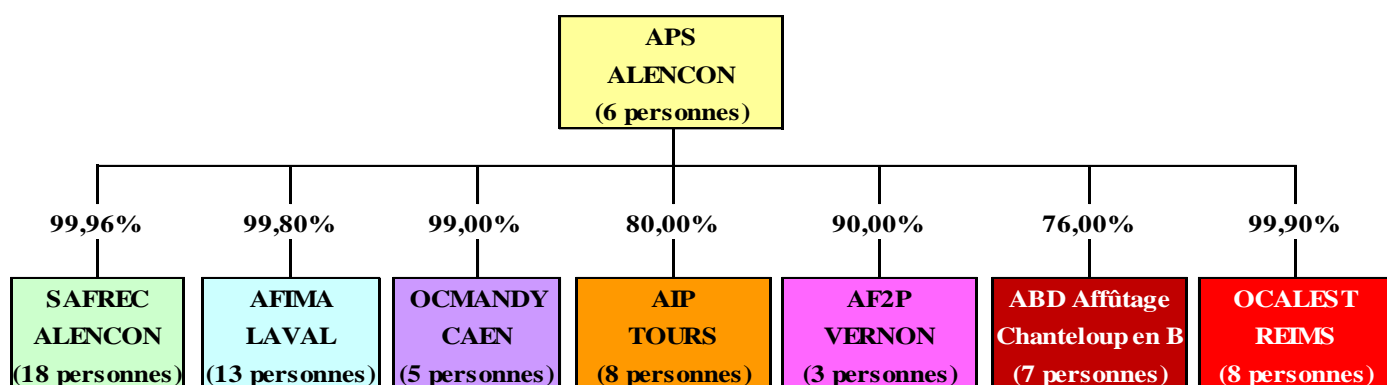 APS
ALENCON
(6 personnes)
99,96%
99,80%
99,00%
80,00%
90,00%
76,00%
99,90%
SAFREC
ALENCON
(18 personnes)
AFIMA
LAVAL
(13 personnes)
OCMANDY
CAEN
(5 personnes)
AIP
TOURS
(8 personnes)
AF2P
VERNON
(3 personnes)
ABD Affûtage
Chanteloup en B
(7 personnes)
OCALEST
REIMS
(8 personnes)